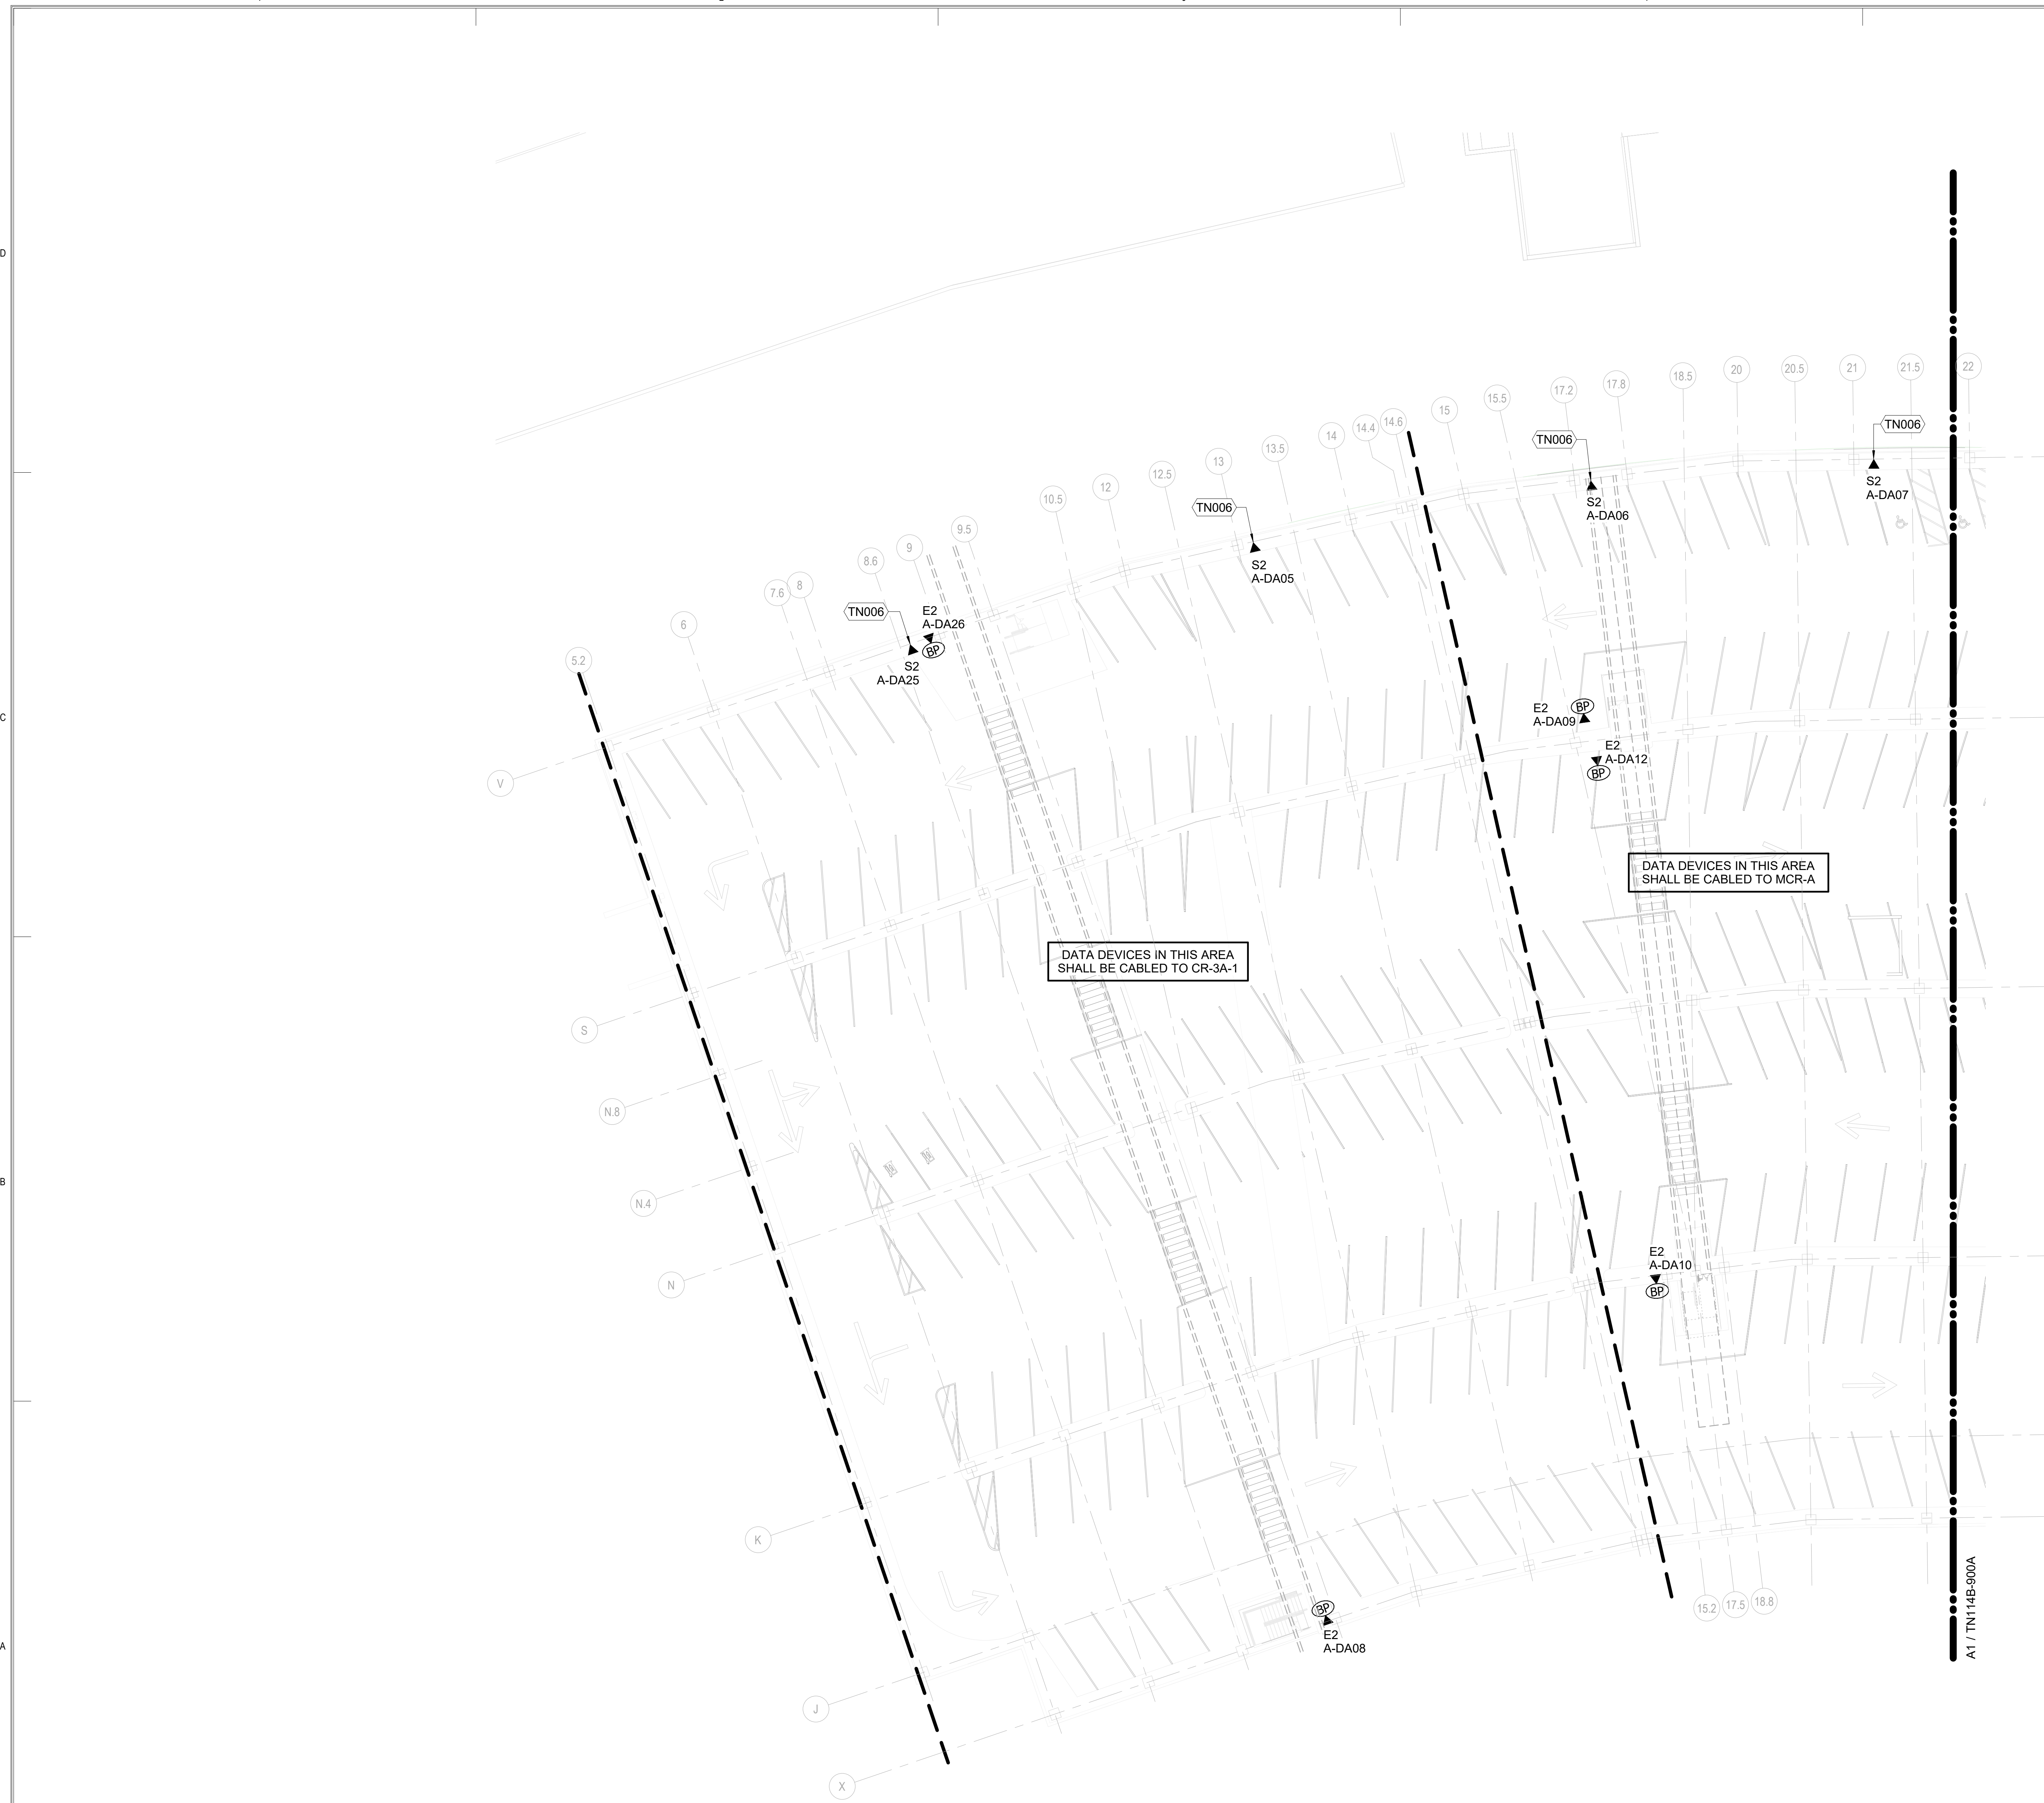 D
22
20
20.5
21
21.5
18.5
17.8
17.2
15.5
15
14.6
14.4
14
TN006
TN006
13.5
13
12.5
S2
A-DA07
12
10.5
TN006
S2
A-DA06
9.5
9
8.6
S2
A-DA05
8
7.6
TN006
E2
A-DA26
BP
6
5.2
S2
A-DA25
C
E2
A-DA09
BP
E2
A-DA12
BP
V
DATA DEVICES IN THIS AREA
SHALL BE CABLED TO MCR-A
DATA DEVICES IN THIS AREA
SHALL BE CABLED TO CR-3A-1
S
N.8
B
N.4
E2
A-DA10
BP
N
K
A1 / TN114B-900A
15.2
17.5
18.8
BP
E2
A-DA08
A
J
X